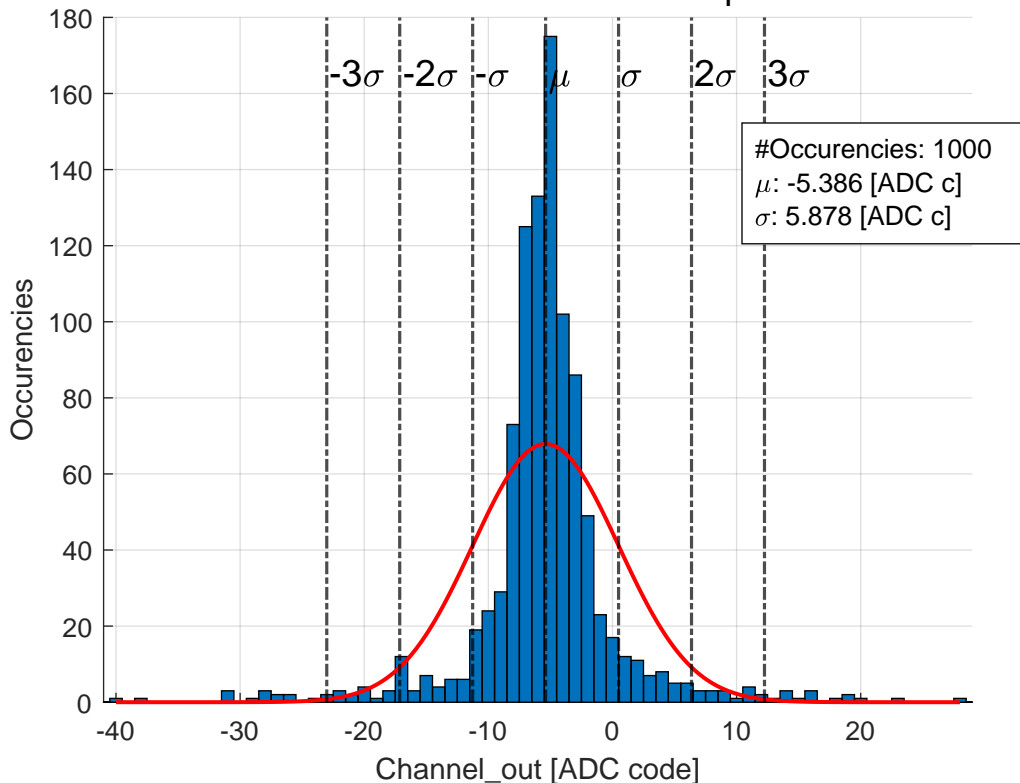 -3σ -2σ -σ μ σ 2σ 3σ
#Occurencies: 1000
μ: -5.386 [ADC c]
σ: 5.878 [ADC c]
180
160
140
120
100
80
60
40
20
0
Occurencies
-40 -30 -20 -10 0 10 20
Channel_out [ADC code]